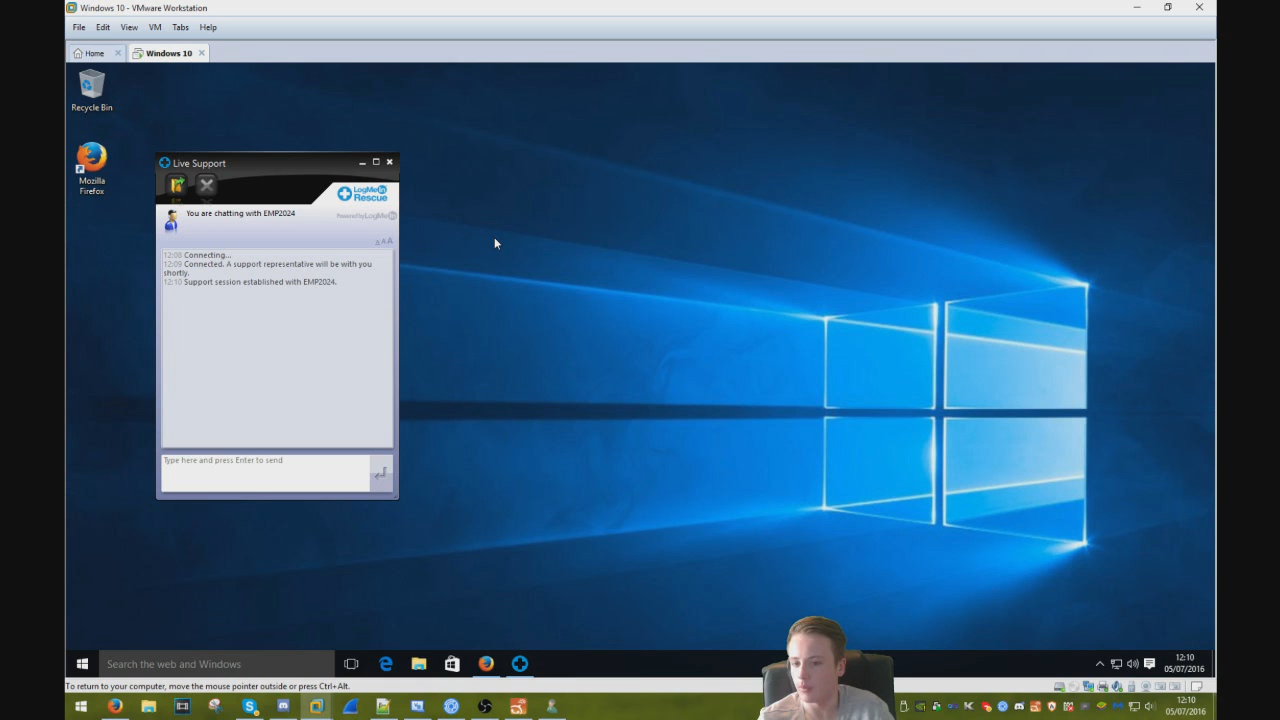 Windows 10 - VMware Workstation
File Edit View VM Tabs Help
Home Windows 10
Recycle Bin
Mozilla
Firefox
Live Support
LogMeIn
Rescue
You are chatting with EMP2024
Powered by LogMeIn
AAA
12:08 Connecting...
12:09 Connected. A support representative will be with you
shortly.
12:10 Support session established with EMP2024.
Type here and press Enter to send
Search the web and Windows
12:10
05/07/2016
To return to your computer, move the mouse pointer outside or press Ctrl+Alt.
12:10
05/07/2016